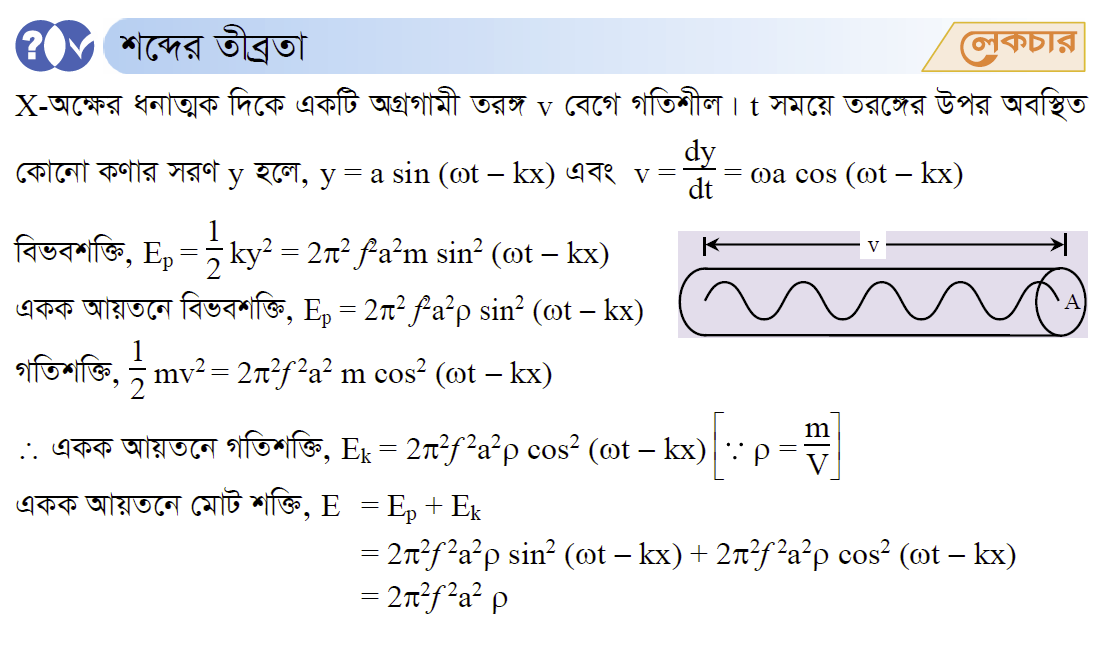 শব্দের তীব্রতা
লেকচার
X-অক্ষের ধনাত্মক দিকে একটি অগ্রগামী তরঙ্গ v বেগে গতিশীল। t সময়ে তরঙ্গের উপর অবস্থিত
কোনো কণার সরণ y হলে, y = a sin (ωt – kx) এবং v = dy/dt = ωa cos (ωt – kx)
বিভবশক্তি, Eₚ = 1/2 ky² = 2π² f²a²m sin² (ωt – kx)
একক আয়তনে বিভবশক্তি, Eₚ = 2π² f²a²ρ sin² (ωt – kx)
v
A
গতিশক্তি, 1/2 mv² = 2π²f²a² m cos² (ωt – kx)
∴ একক আয়তনে গতিশক্তি, Eₖ = 2π²f²a²ρ cos² (ωt – kx) [∵ ρ = m/V]
একক আয়তনে মোট শক্তি, E = Eₚ + Eₖ
= 2π²f²a²ρ sin² (ωt – kx) + 2π²f²a²ρ cos² (ωt – kx)
= 2π²f²a² ρ